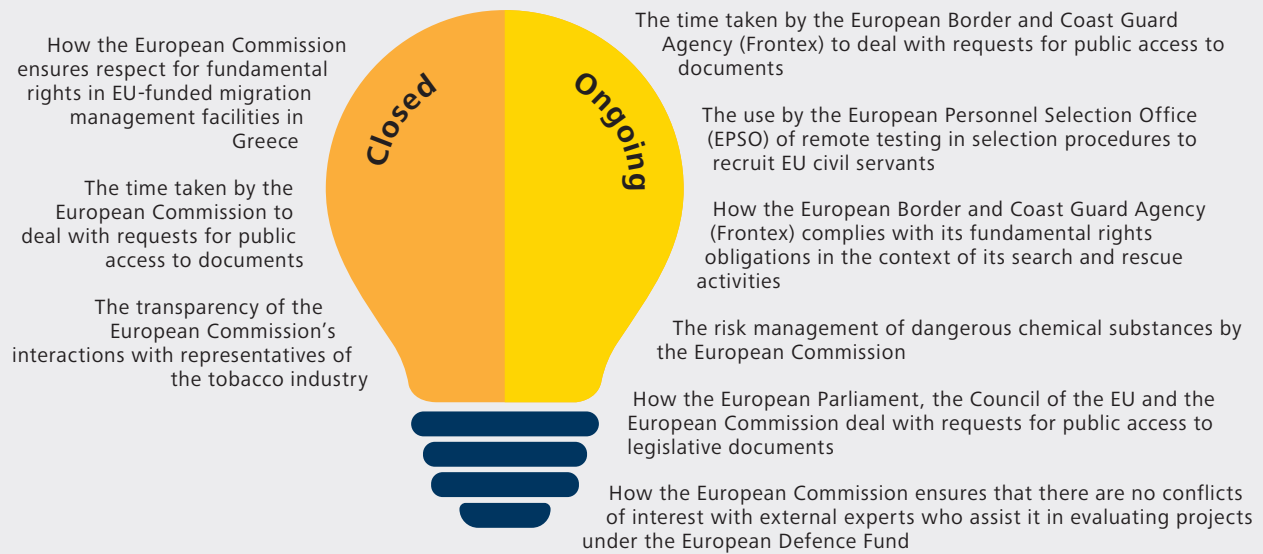 How the European Commission
ensures respect for fundamental
rights in EU-funded migration
management facilities in
Greece
The time taken by the
European Commission to
deal with requests for public
access to documents
The transparency of the
European Commission’s
interactions with representatives of
the tobacco industry
Closed
Ongoing
The time taken by the European Border and Coast Guard
Agency (Frontex) to deal with requests for public access to
documents
The use by the European Personnel Selection Office
(EPSO) of remote testing in selection procedures to
recruit EU civil servants
How the European Border and Coast Guard Agency
(Frontex) complies with its fundamental rights
obligations in the context of its search and rescue
activities
The risk management of dangerous chemical substances by
the European Commission
How the European Parliament, the Council of the EU and the
European Commission deal with requests for public access to
legislative documents
How the European Commission ensures that there are no conflicts
of interest with external experts who assist it in evaluating projects
under the European Defence Fund